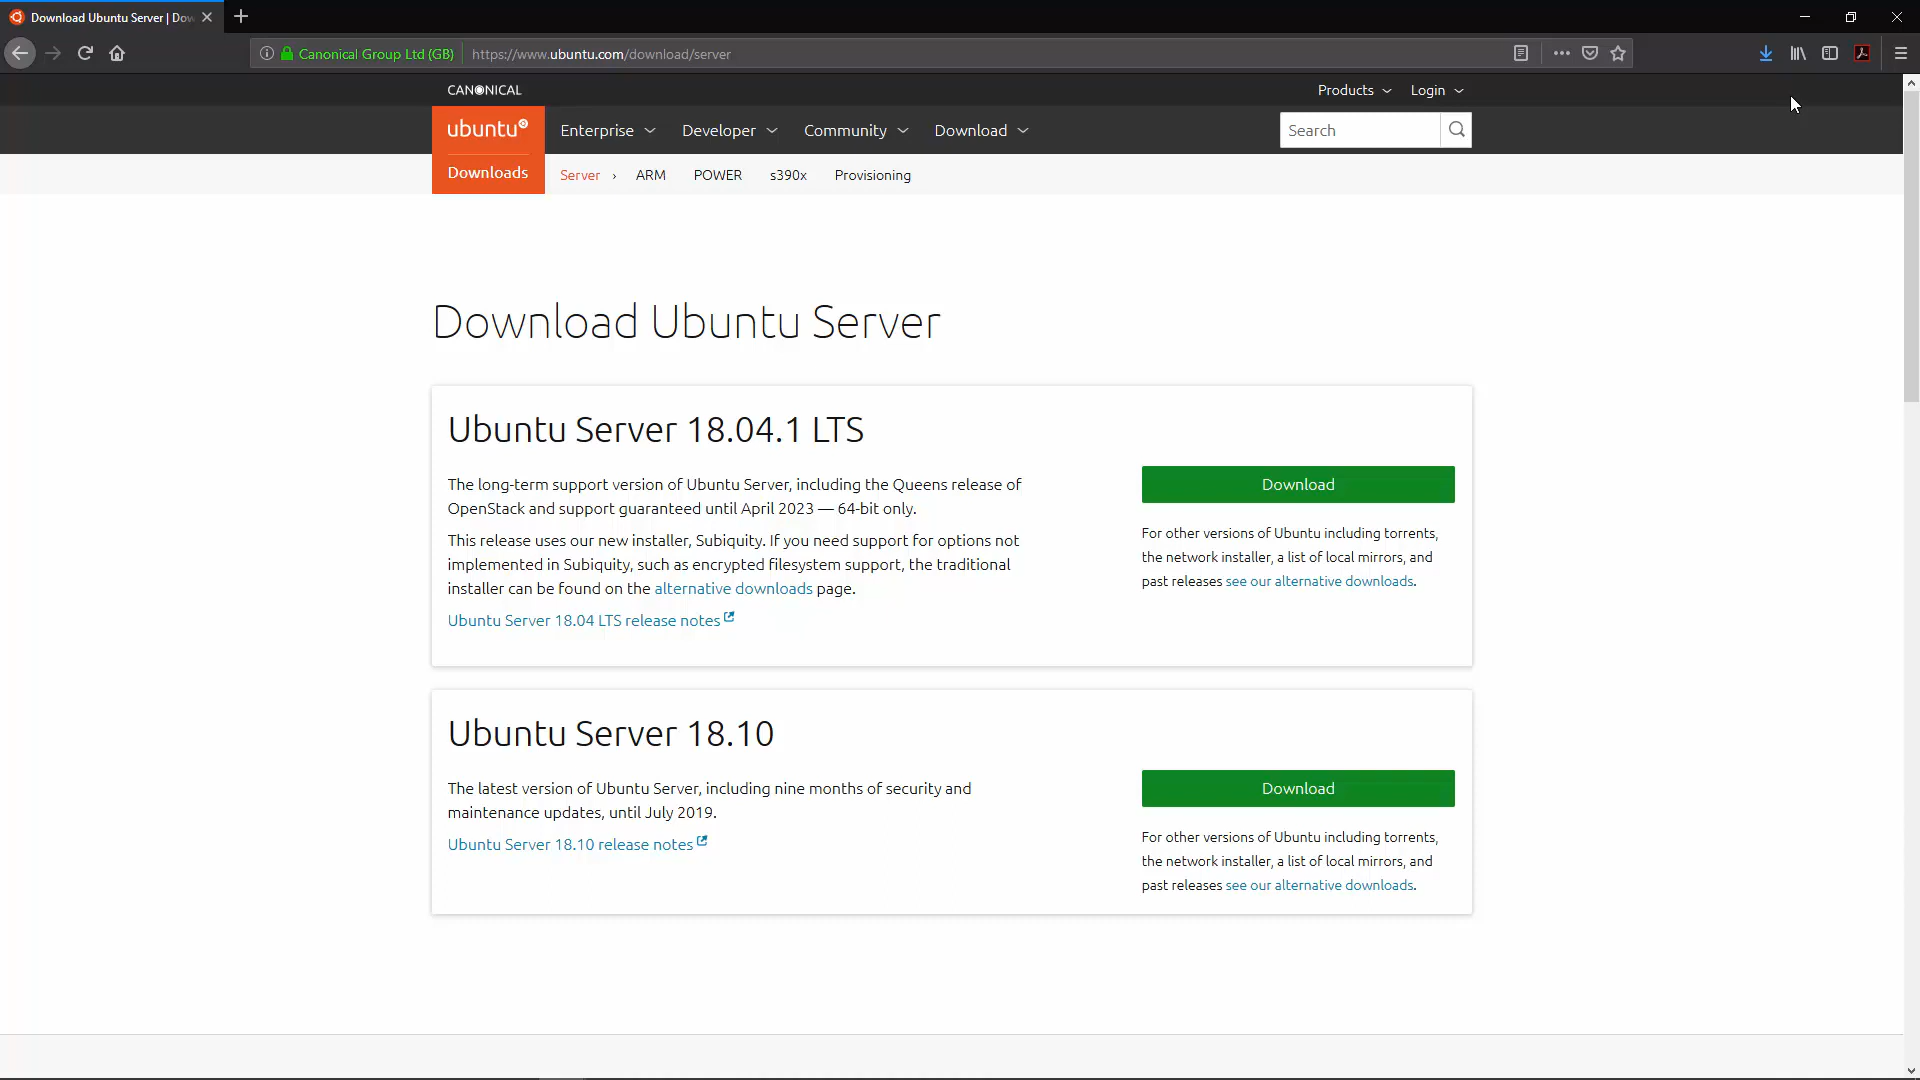 Download Ubuntu Server | Dow
Canonical Group Ltd (GB)
https://www.ubuntu.com/download/server
CANONICAL
Products
Login
ubuntu
Enterprise
Developer
Community
Download
Search
Downloads
Server
ARM
POWER
s390x
Provisioning
Download Ubuntu Server
Ubuntu Server 18.04.1 LTS
The long-term support version of Ubuntu Server, including the Queens release of
OpenStack and support guaranteed until April 2023 — 64-bit only.
This release uses our new installer, Subiquity. If you need support for options not
implemented in Subiquity, such as encrypted filesystem support, the traditional
installer can be found on the alternative downloads page.
Ubuntu Server 18.04 LTS release notes
Download
For other versions of Ubuntu including torrents,
the network installer, a list of local mirrors, and
past releases see our alternative downloads.
Ubuntu Server 18.10
The latest version of Ubuntu Server, including nine months of security and
maintenance updates, until July 2019.
Ubuntu Server 18.10 release notes
Download
For other versions of Ubuntu including torrents,
the network installer, a list of local mirrors, and
past releases see our alternative downloads.